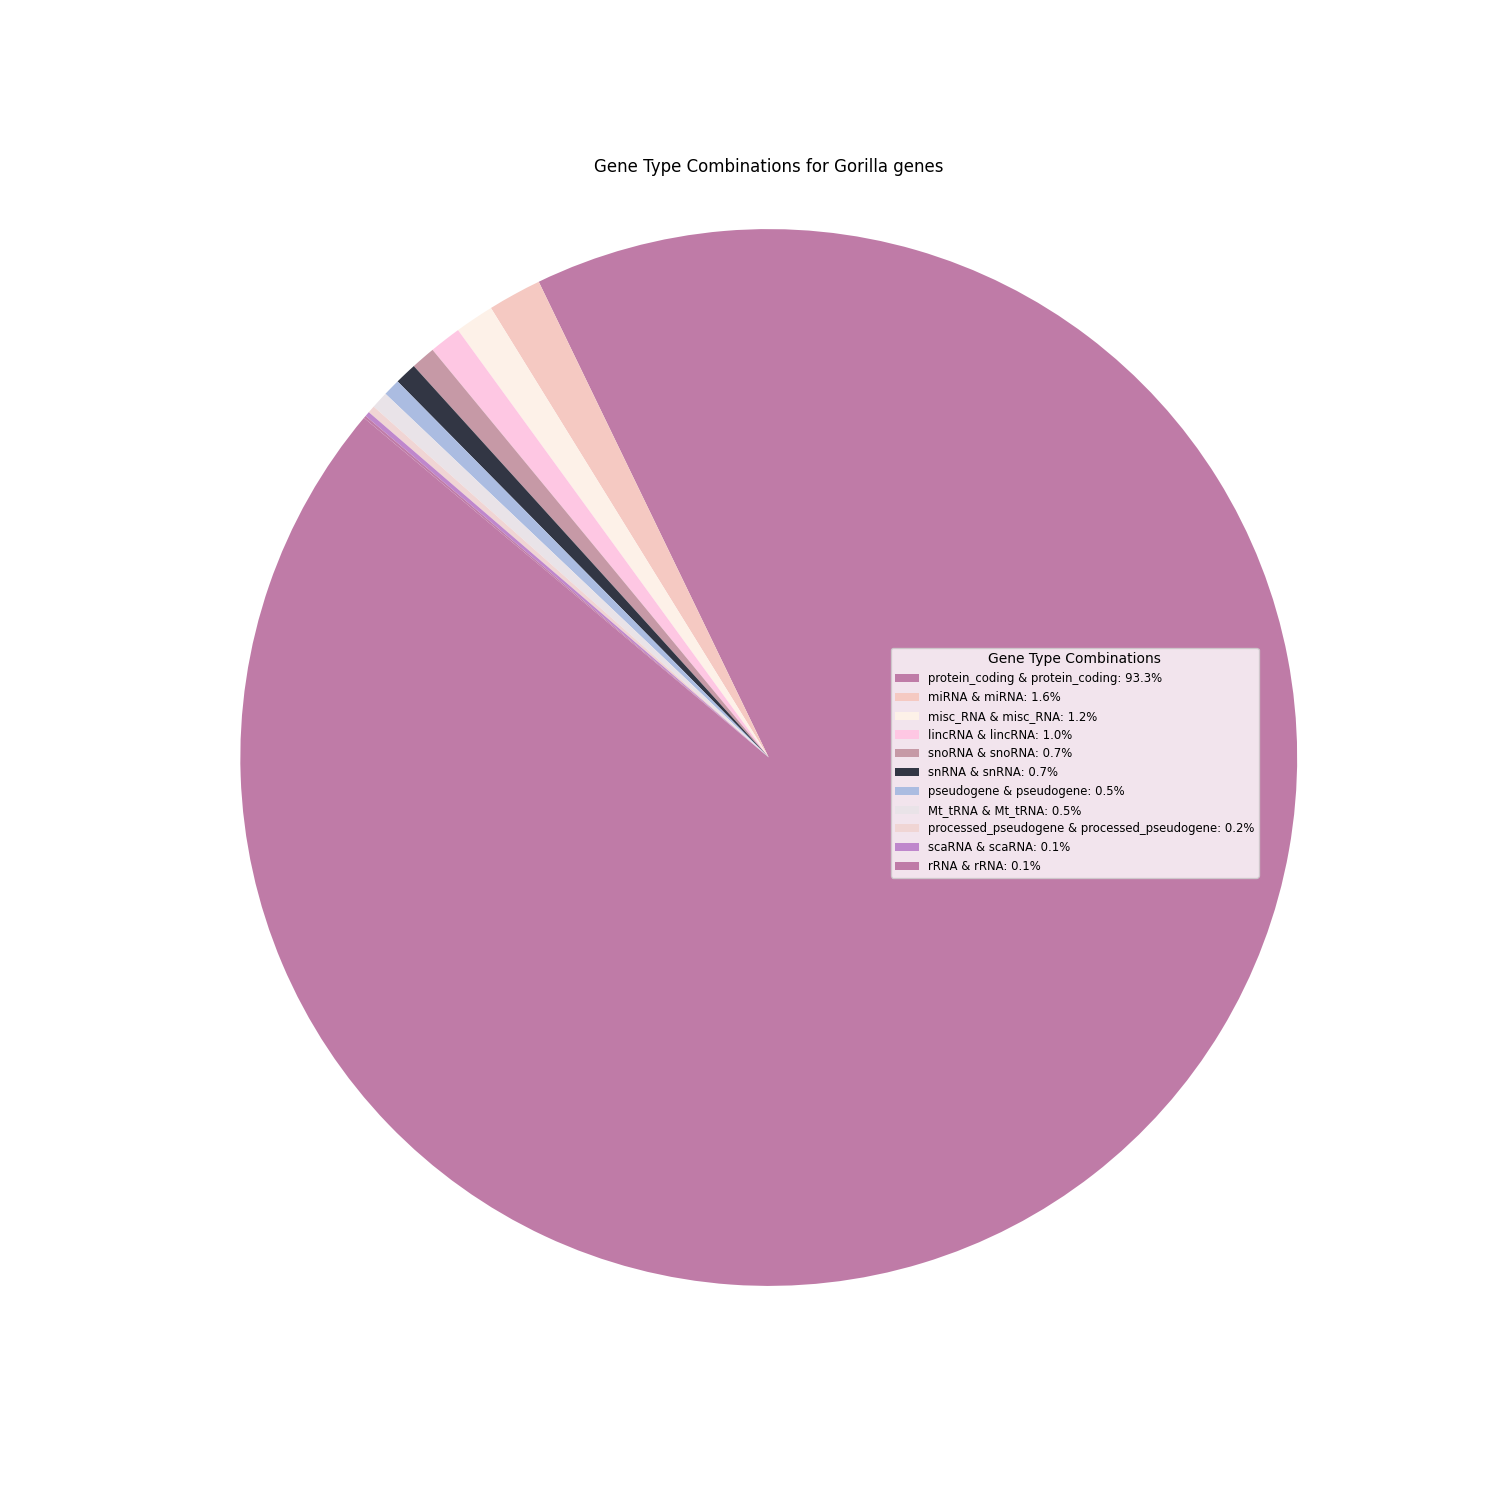 Gene Type Combinations for Gorilla genes
Gene Type Combinations
protein_coding & protein_coding: 93.3%
miRNA & miRNA: 1.6%
misc_RNA & misc_RNA: 1.2%
lincRNA & lincRNA: 1.0%
snoRNA & snoRNA: 0.7%
snRNA & snRNA: 0.7%
pseudogene & pseudogene: 0.5%
Mt_tRNA & Mt_tRNA: 0.5%
processed_pseudogene & processed_pseudogene: 0.2%
scaRNA & scaRNA: 0.1%
rRNA & rRNA: 0.1%